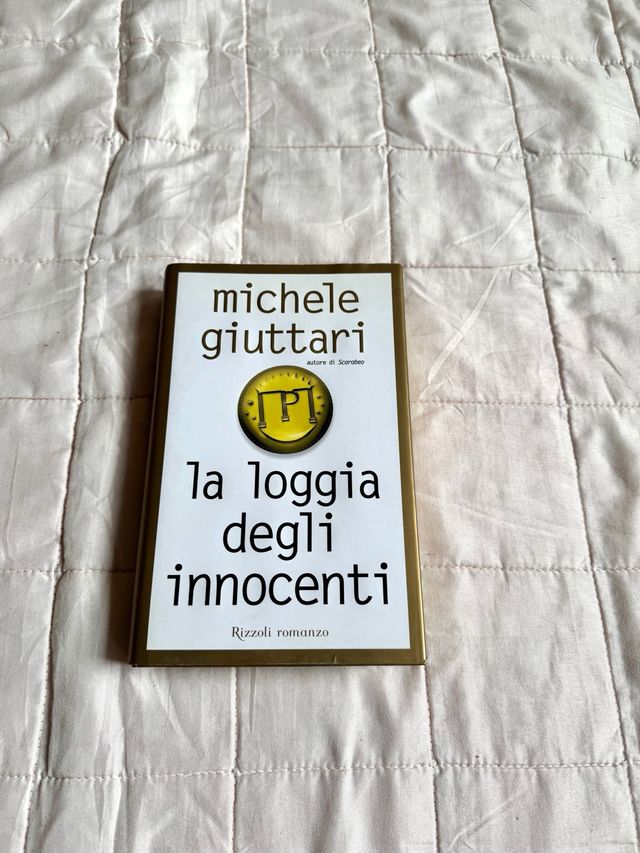 michele
giuttari
autore di Scarabeo
la loggia
degli
innocenti
Rizzoli romanzo